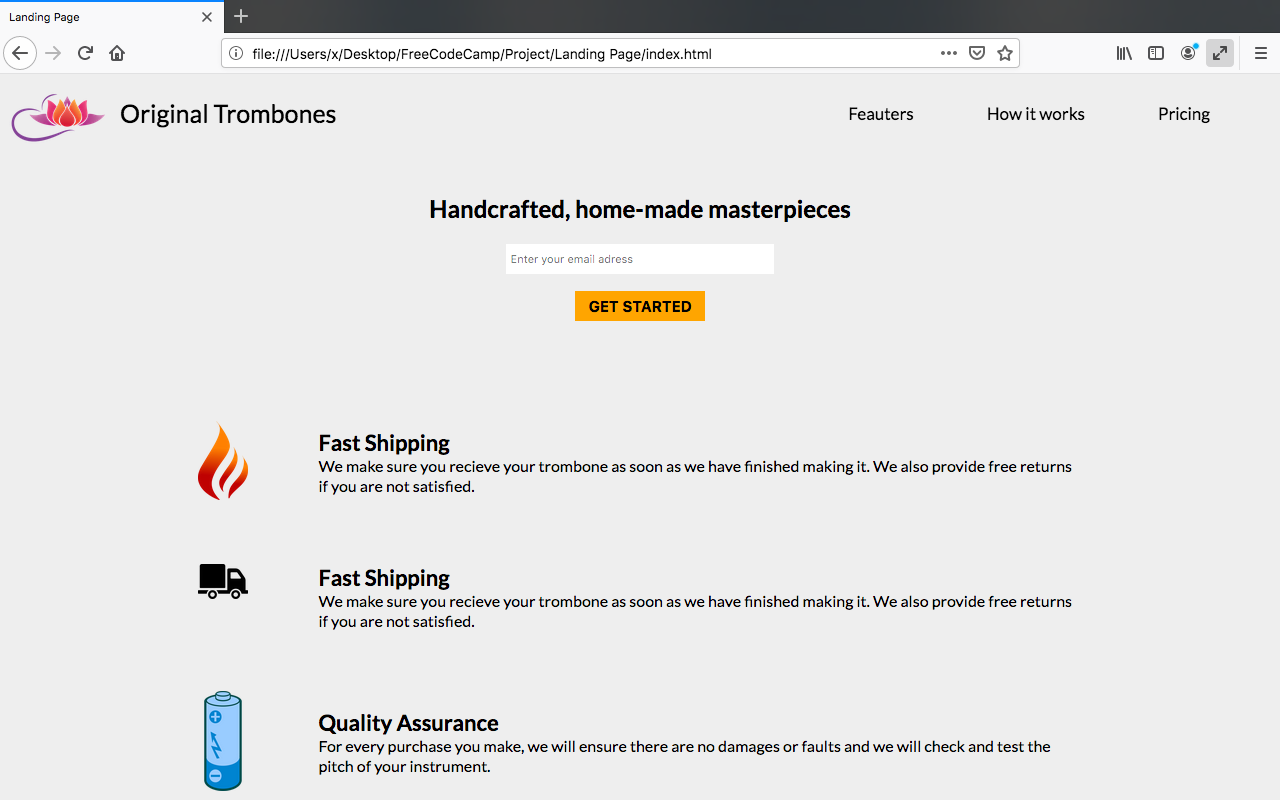 Landing Page
file:///Users/x/Desktop/FreeCodeCamp/Project/Landing Page/index.html
Original Trombones
Feauters
How it works
Pricing
Handcrafted, home-made masterpieces
Enter your email adress
GET STARTED
Fast Shipping
We make sure you recieve your trombone as soon as we have finished making it. We also provide free returns
if you are not satisfied.
Fast Shipping
We make sure you recieve your trombone as soon as we have finished making it. We also provide free returns
if you are not satisfied.
Quality Assurance
For every purchase you make, we will ensure there are no damages or faults and we will check and test the
pitch of your instrument.